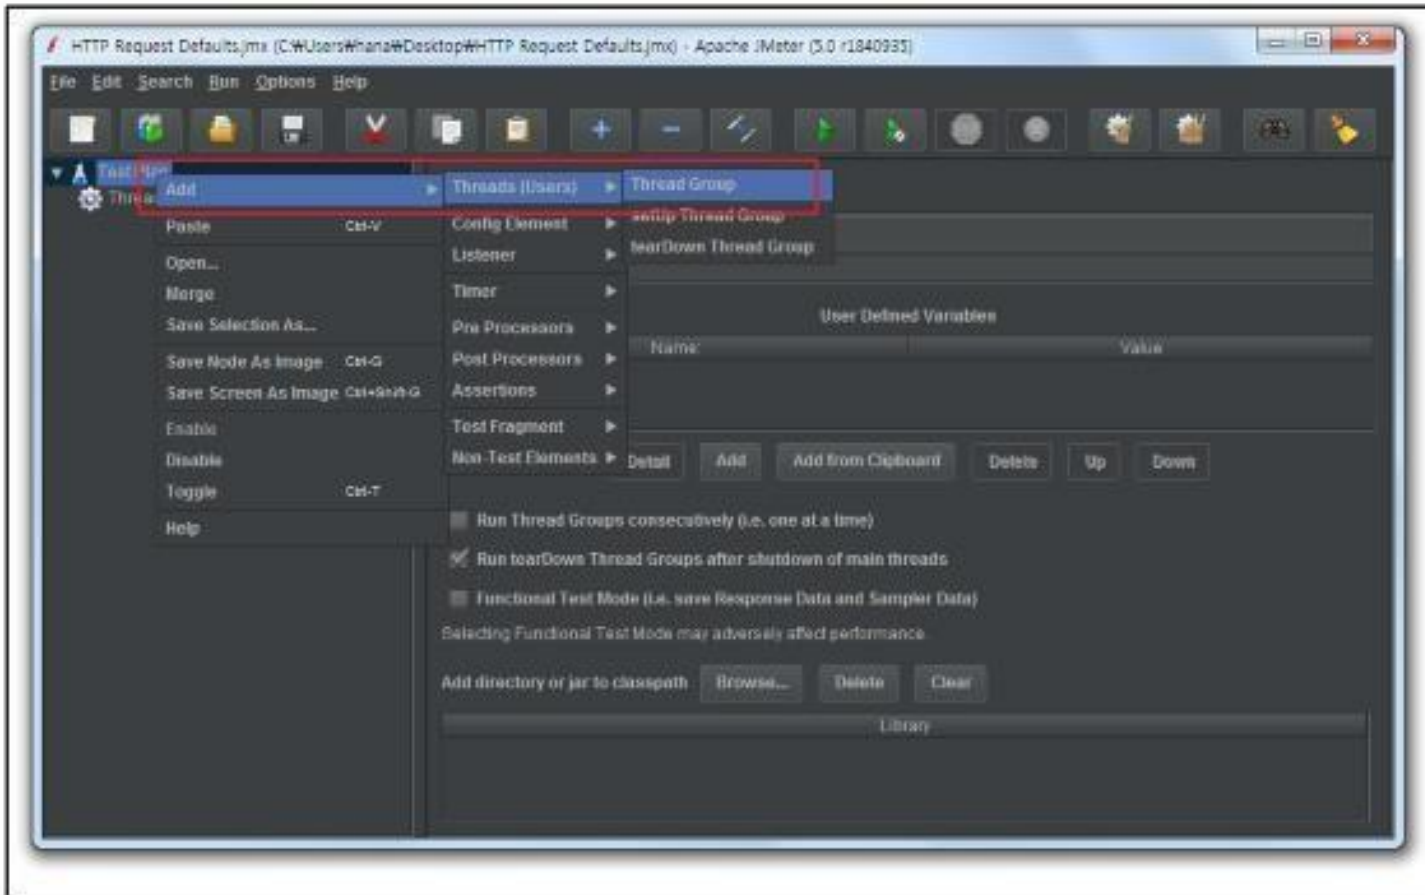 HTTP Request Defaults.jmx (C:₩Users₩hana₩Desktop₩HTTP Request Defaults.jmx) - Apache JMeter (5.0 r1840935)
File Edit Search Run Options Help
Test Plan
Add
Threads (Users)
Thread Group
setUp Thread Group
tearDown Thread Group
Paste Ctrl-V
Open...
Merge
Save Selection As...
Save Node As Image Ctrl-G
Save Screen As Image Ctrl+Shift-G
Enable
Disable
Toggle Ctrl-T
Help
Config Element
Listener
Timer
Pre Processors
Post Processors
Assertions
Test Fragment
Non-Test Elements
User Defined Variables
Name: Value
Detail Add Add from Clipboard Delete Up Down
Run Thread Groups consecutively (i.e. one at a time)
Run tearDown Thread Groups after shutdown of main threads
Functional Test Mode (i.e. save Response Data and Sampler Data)
Selecting Functional Test Mode may adversely affect performance.
Add directory or jar to classpath Browse... Delete Clear
Library